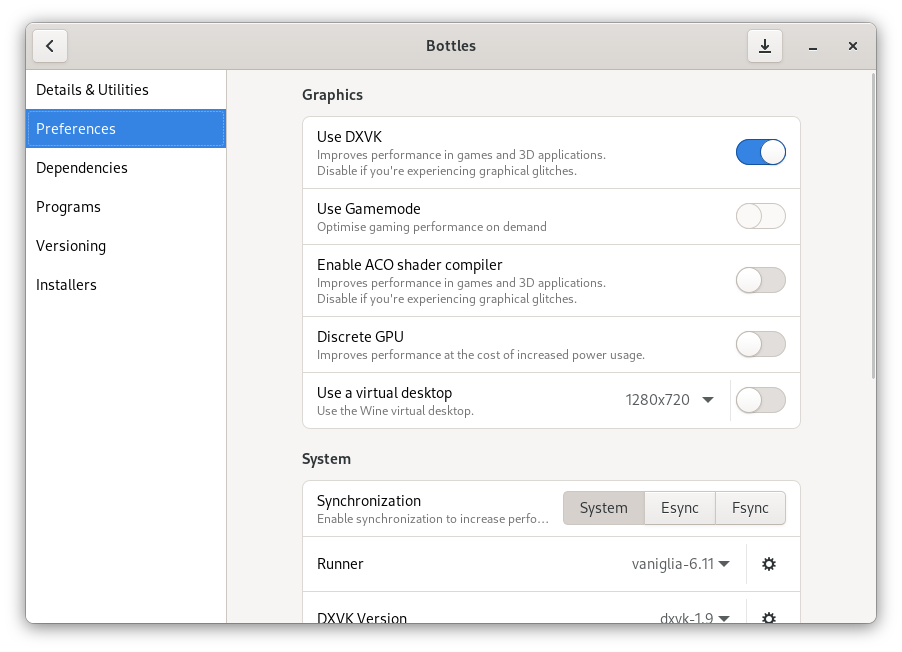 Bottles
Details & Utilities
Preferences
Dependencies
Programs
Versioning
Installers
Graphics
Use DXVK
Improves performance in games and 3D applications.
Disable if you're experiencing graphical glitches.
Use Gamemode
Optimise gaming performance on demand
Enable ACO shader compiler
Improves performance in games and 3D applications.
Disable if you're experiencing graphical glitches.
Discrete GPU
Improves performance at the cost of increased power usage.
Use a virtual desktop
Use the Wine virtual desktop.
1280x720
System
Synchronization
Enable synchronization to increase perfo...
System Esync Fsync
Runner vaniglia-6.11
DXVK Version dxvk-1.9